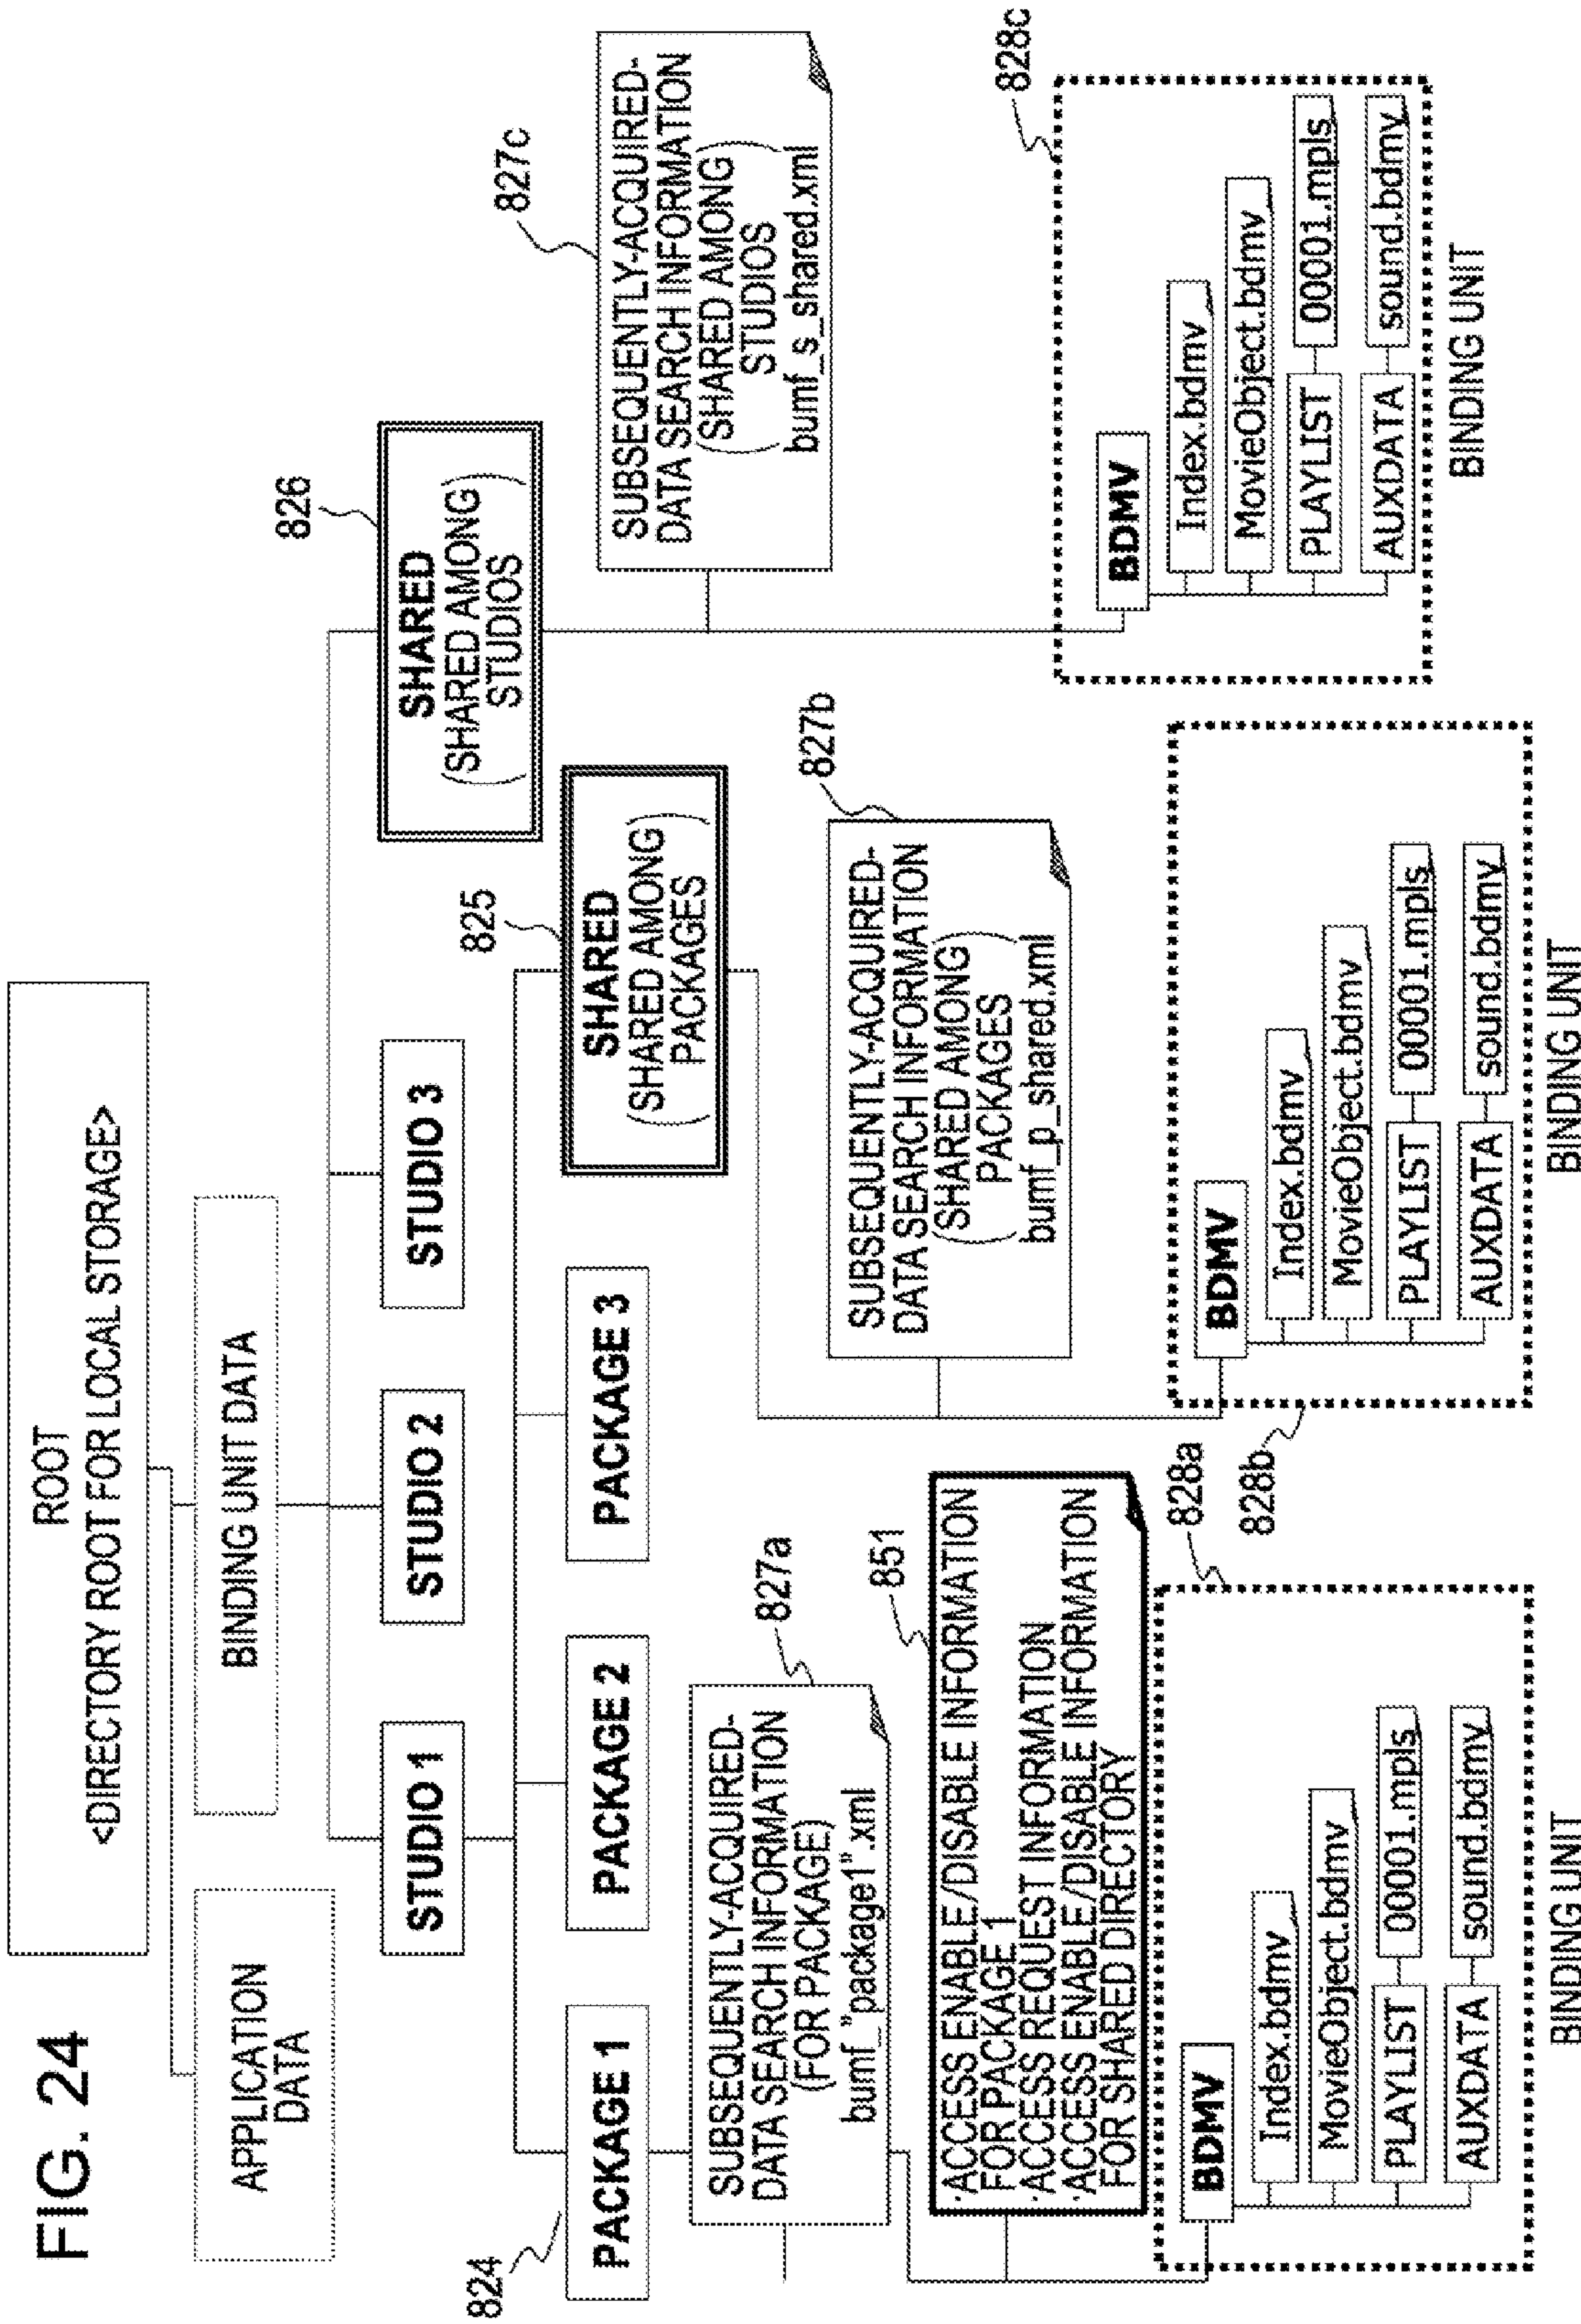 FIG. 24
ROOT
<DIRECTORY ROOT FOR LOCAL STORAGE>
APPLICATION
DATA
BINDING UNIT DATA
STUDIO 1
STUDIO 2
STUDIO 3
826
SHARED
(SHARED AMONG
STUDIOS)
824
PACKAGE 1
PACKAGE 2
PACKAGE 3
825
SHARED
(SHARED AMONG
PACKAGES)
827a
SUBSEQUENTLY-ACQUIRED-
DATA SEARCH INFORMATION
(FOR PACKAGE)
bumf_"package1".xml
827b
SUBSEQUENTLY-ACQUIRED-
DATA SEARCH INFORMATION
(SHARED AMONG
PACKAGES)
bumf_p_shared.xml
827c
SUBSEQUENTLY-ACQUIRED-
DATA SEARCH INFORMATION
(SHARED AMONG
STUDIOS)
bumf_s_shared.xml
851
·ACCESS ENABLE/DISABLE INFORMATION
FOR PACKAGE 1
·ACCESS REQUEST INFORMATION
·ACCESS ENABLE/DISABLE INFORMATION
FOR SHARED DIRECTORY
828a
BDMV
Index.bdmv
MovieObject.bdmv
PLAYLIST
00001.mpls
AUXDATA
sound.bdmv
BINDING UNIT
828b
BDMV
Index.bdmv
MovieObject.bdmv
PLAYLIST
00001.mpls
AUXDATA
sound.bdmv
BINDING UNIT
828c
BDMV
Index.bdmv
MovieObject.bdmv
PLAYLIST
00001.mpls
AUXDATA
sound.bdmv
BINDING UNIT